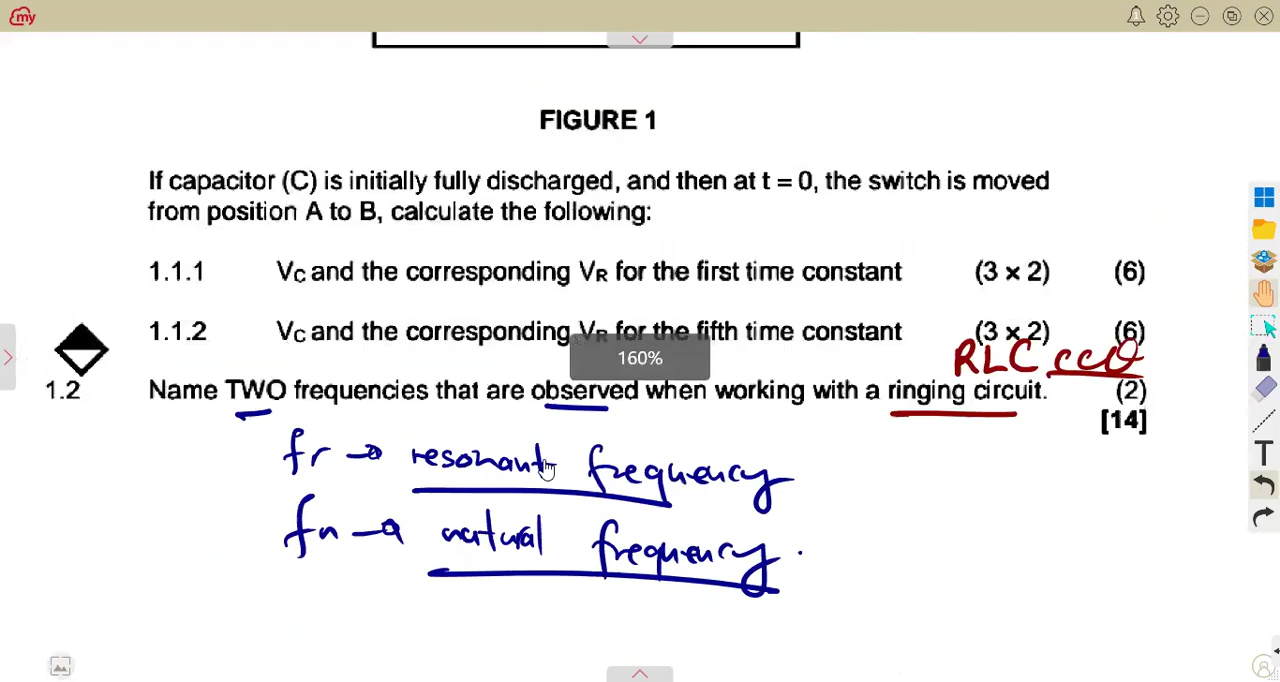 my
FIGURE 1
If capacitor (C) is initially fully discharged, and then at t = 0, the switch is moved
from position A to B, calculate the following:
1.1.1 VC and the corresponding VR for the first time constant (3 × 2) (6)
1.1.2 VC and the corresponding VR for the fifth time constant (3 × 2) (6)
160%
RLC
1.2 Name TWO frequencies that are observed when working with a ringing circuit. (2)
[14]
fr → resonant frequency
fn → natural frequency.
T